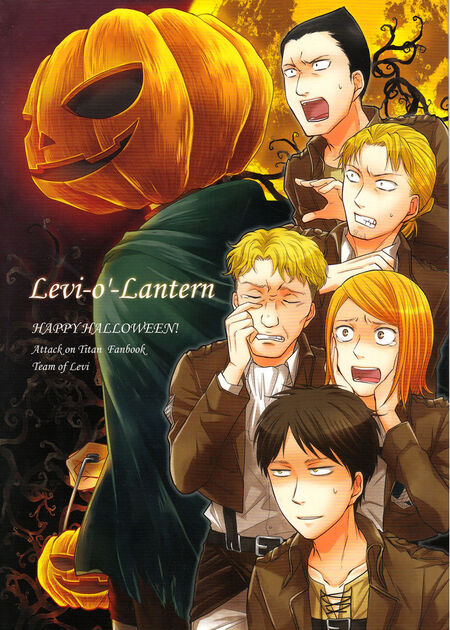 Levi-o'-Lantern
HAPPY HALLOWEEN!
Attack on Titan Fanbook
Team of Levi